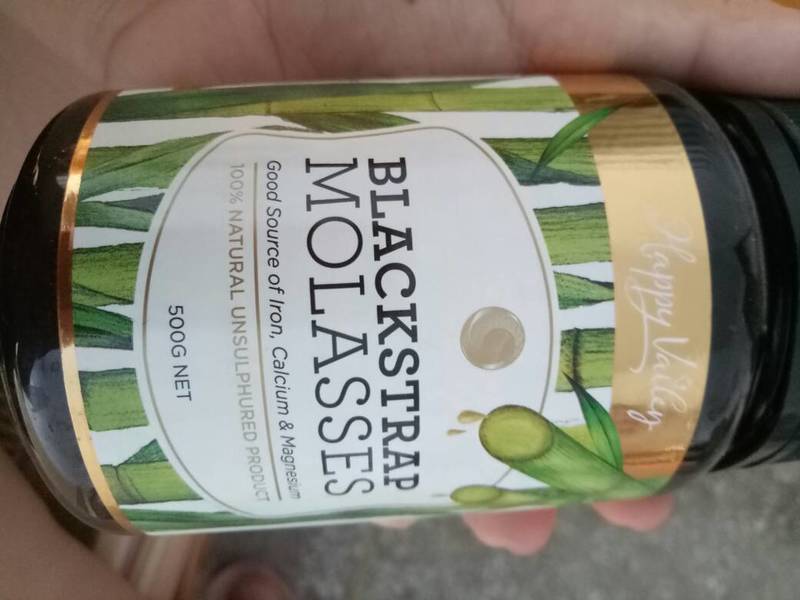 Happy Valley
BLACKSTRAP
MOLASSES
Good Source of Iron, Calcium & Magnesium
100% NATURAL UNSULPHURED PRODUCT
500G NET